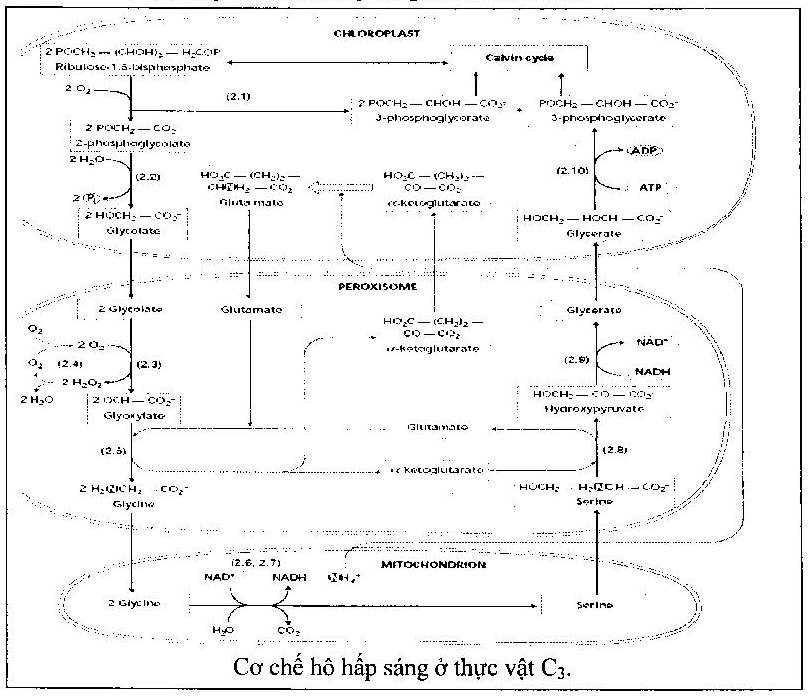 CHLOROPLAST
2 POCH₂ — (CHOH)₂ — H₂COP
Ribulose-1,5-bisphosphate
Calvin cycle
2 O₂
(2.1)
2 POCH₂ — CHOH — CO₂⁻
3-phosphoglycerate
POCH₂ — CHOH — CO₂⁻
3-phosphoglycerate
2 POCH₂ — CO₂⁻
2-phosphoglycolate
2 H₂O
(2.2)
2 Pᵢ
HO₂C — (CH₂)₂ —
CHNH₂ — CO₂⁻
Glutamate
HO₂C — (CH₂)₂ —
CO — CO₂⁻
α-ketoglutarate
ADP
(2.10)
ATP
2 HOCH₂ — CO₂⁻
Glycolate
HOCH₂ — HOCH — CO₂⁻
Glycerate
PEROXISOME
2 Glycolate
Glutamate
Glycerate
HO₂C — (CH₂)₂ —
CO — CO₂⁻
α-ketoglutarate
O₂
2 O₂
O₂
(2.4)
(2.3)
2 H₂O₂
2 H₂O
NAD⁺
(2.9)
NADH
2 OCH — CO₂⁻
Glyoxylate
HOCH₂ — CO — CO₂⁻
Hydroxypyruvate
Glutamate
(2.5)
(2.8)
α-ketoglutarate
2 H₂NCH₂ — CO₂⁻
Glycine
HOCH₂ — H₂NCH — CO₂⁻
Serine
(2.6, 2.7)
MITOCHONDRION
NAD⁺
NADH
NH₄⁺
2 Glycine
Serine
H₂O
CO₂
Cơ chế hô hấp sáng ở thực vật C₃.